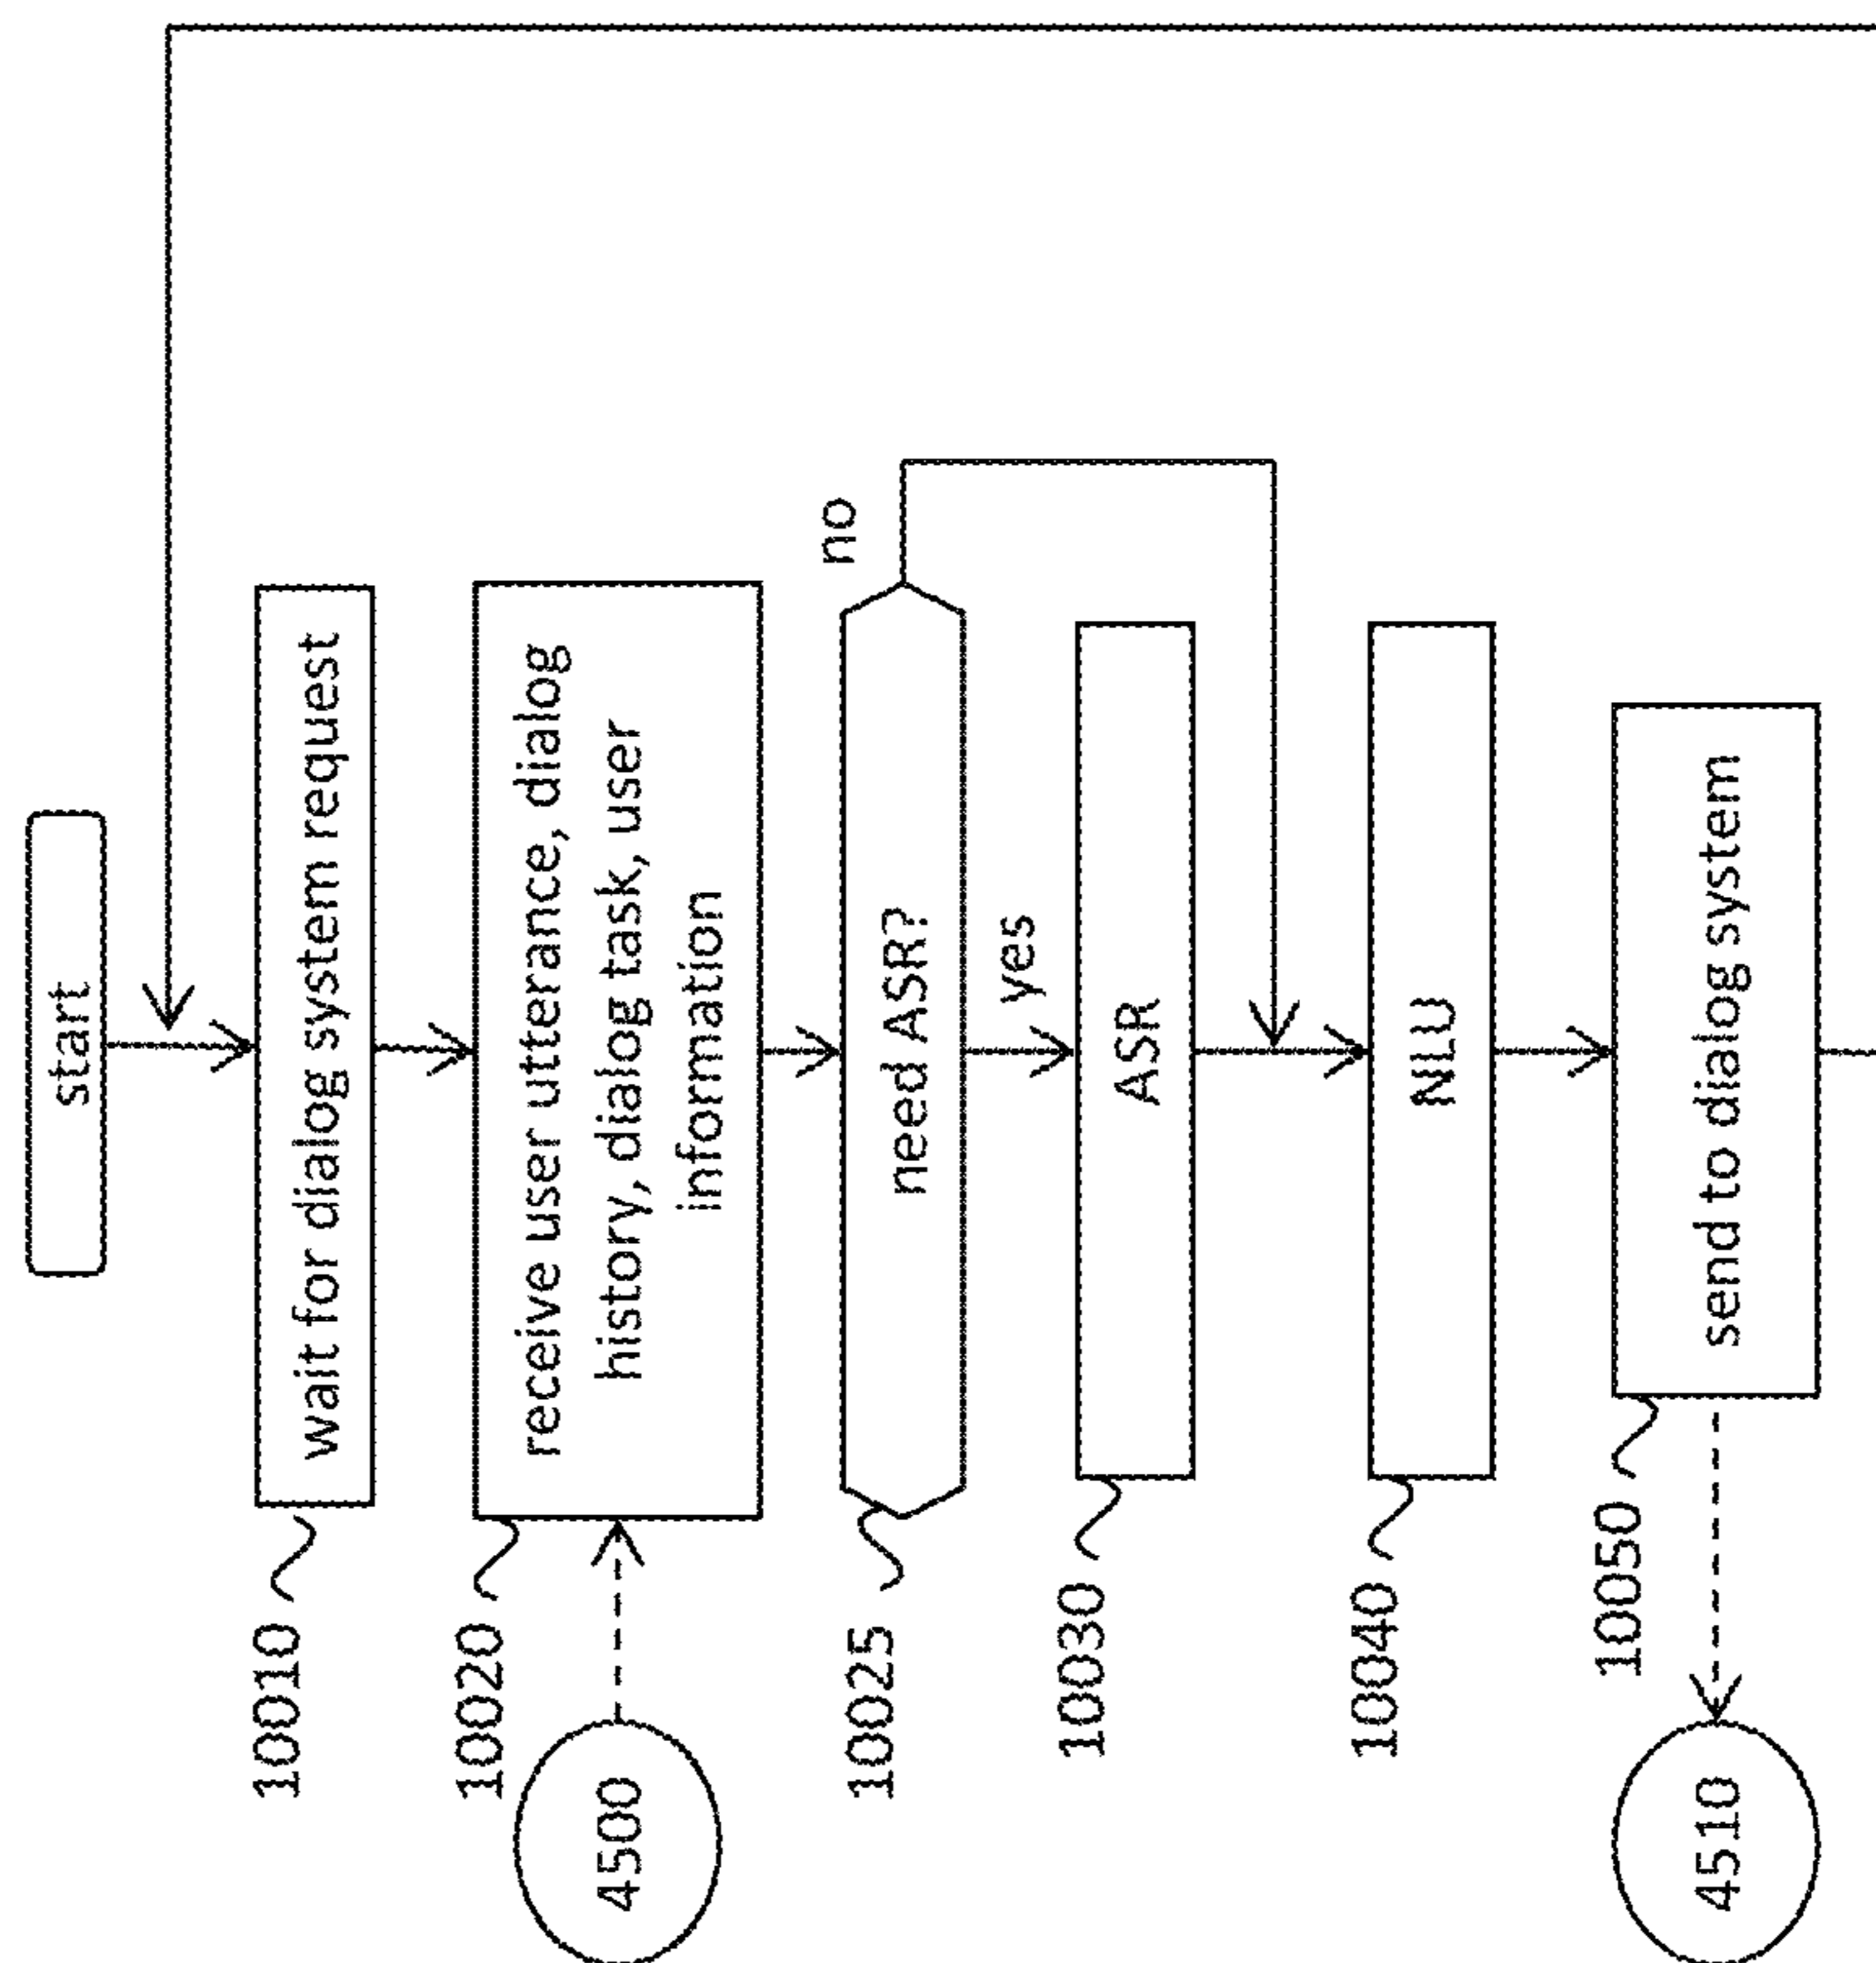 start
10010
wait for dialog system request
10020
receive user utterance, dialog
history, dialog task, user
information
4500
10025
need ASR?
no
yes
10030
ASR
10040
NLU
10050
send to dialog system
4510